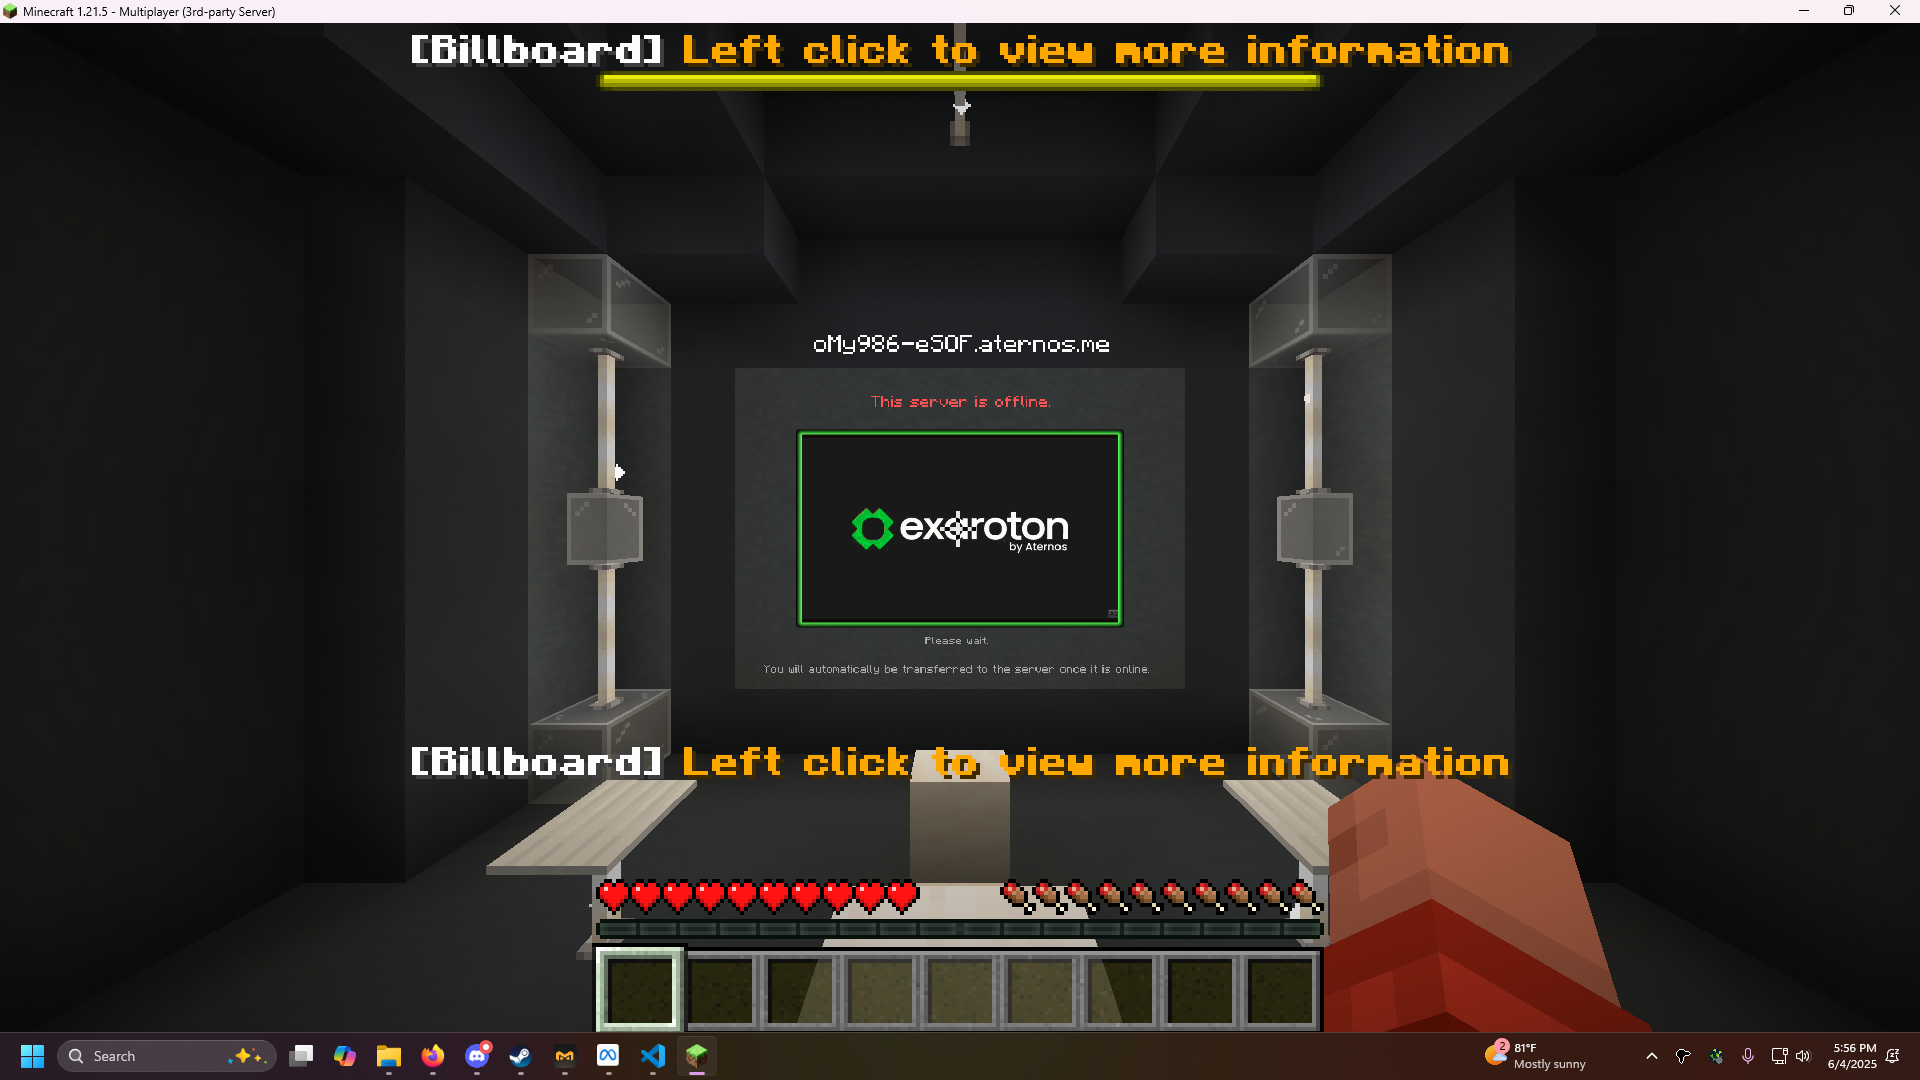 Minecraft 1.21.5 - Multiplayer (3rd-party Server)
[Billboard] Left click to view more information
oMy986-eSOF.aternos.me
This server is offline.
exaroton
by Aternos
Please wait.
You will automatically be transferred to the server once it is online.
[Billboard] Left click to view more information
Search
2
81°F
Mostly sunny
5:56 PM
6/4/2025